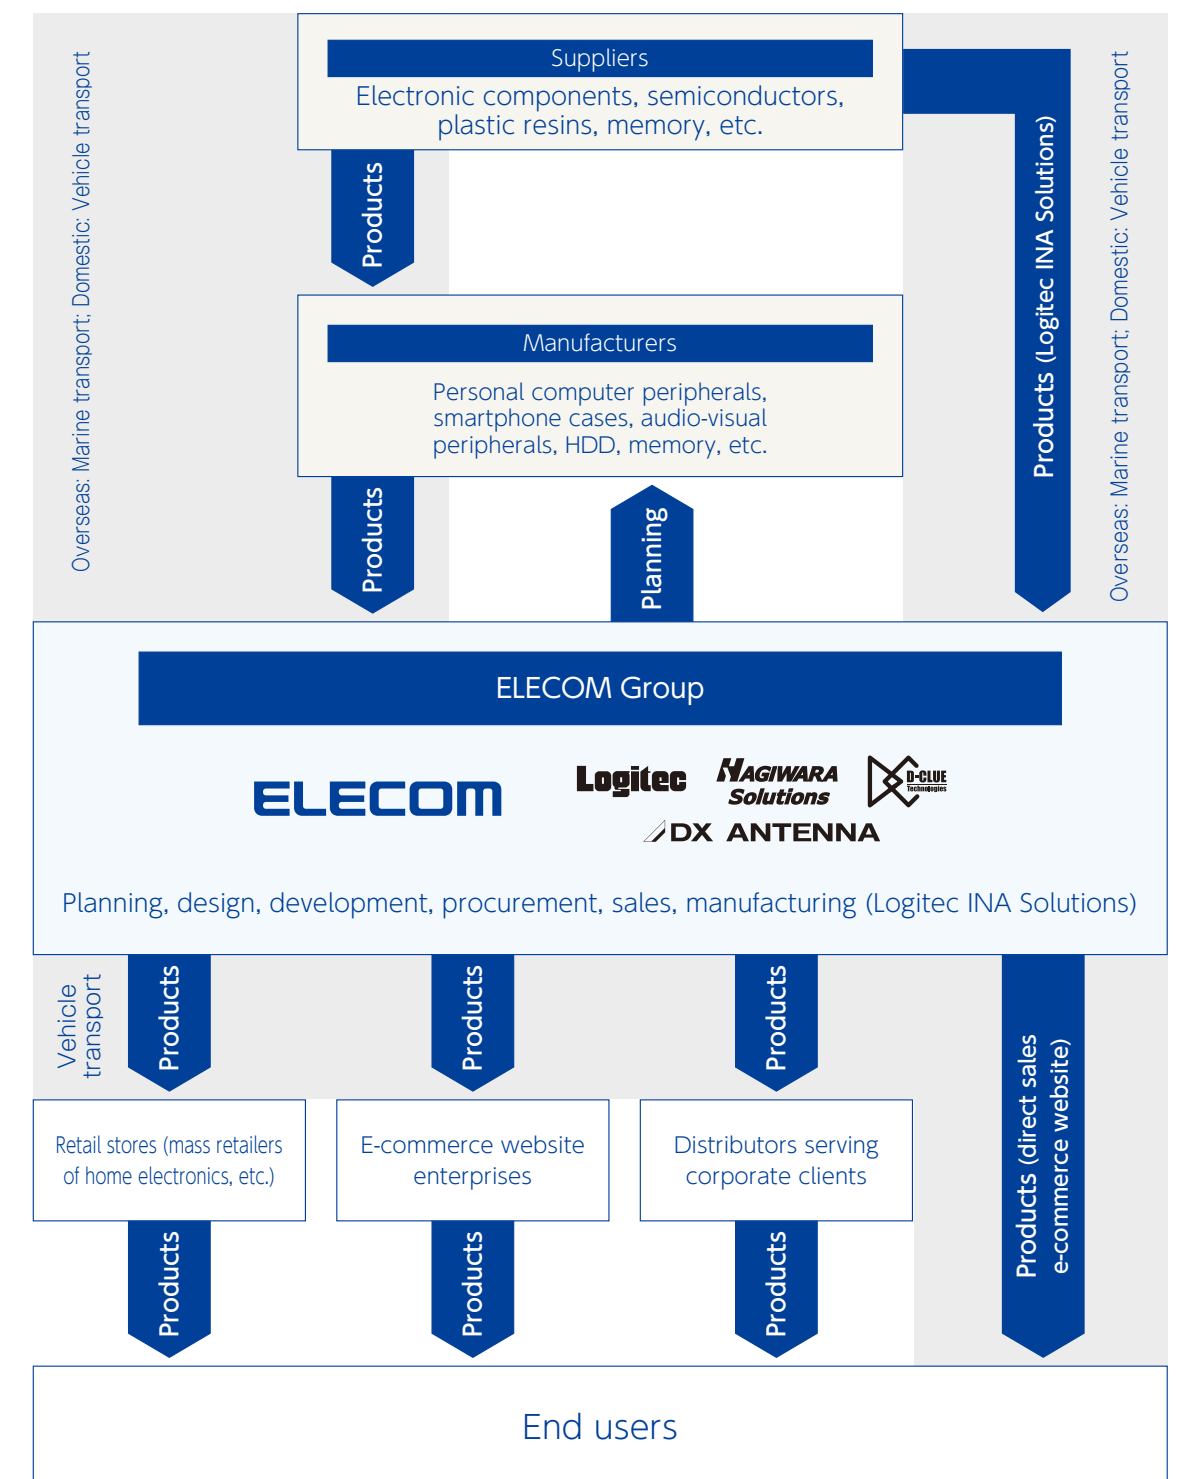 Suppliers
Electronic components, semiconductors,
plastic resins, memory, etc.
Overseas: Marine transport; Domestic: Vehicle transport
Products
Products (Logitec INA Solutions)
Overseas: Marine transport; Domestic: Vehicle transport
Manufacturers
Personal computer peripherals,
smartphone cases, audio-visual
peripherals, HDD, memory, etc.
Products
Planning
ELECOM Group
ELECOM
Logitec
HAGIWARA
Solutions
D-CLUE
Technologies
DX ANTENNA
Planning, design, development, procurement, sales, manufacturing (Logitec INA Solutions)
Vehicle
transport
Products
Products
Products
Products (direct sales
e-commerce website)
Retail stores (mass retailers
of home electronics, etc.)
E-commerce website
enterprises
Distributors serving
corporate clients
Products
Products
Products
End users